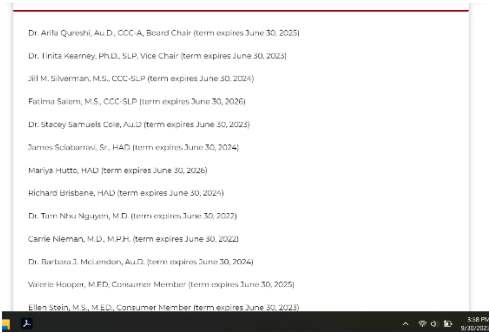 Dr. Arifa Qureshi, Au.D., CCC-A, Board Chair (term expires June 30, 2025)
Dr. Tinita Kearney, Ph.D., SLP, Vice Chair (term expires June 30, 2023)
Jill M. Silverman, M.S., CCC-SLP (term expires June 30, 2024)
Fatima Salem, M.S., CCC-SLP (term expires June 30, 2026)
Dr. Stacey Samuels Cole, Au.D (term expires June 30, 2023)
James Sclabarrasi, Sr., HAD (term expires June 30, 2024)
Mariya Hutto, HAD (term expires June 30, 2026)
Richard Brisbane, HAD (term expires June 30, 2024)
Dr. Tam Nhu Nguyen, M.D. (term expires June 30, 2022)
Carrie Nieman, M.D., M.P.H, (term expires June 30, 2022)
Dr. Barbara J. McLendon, Au.D. (term expires June 30, 2024)
Valerie Hooper, M.ED, Consumer Member (term expires June 30, 2025)
Ellen Stein, M.S., M.ED., Consumer Member (term expires June 30, 2023)
3:58 PM